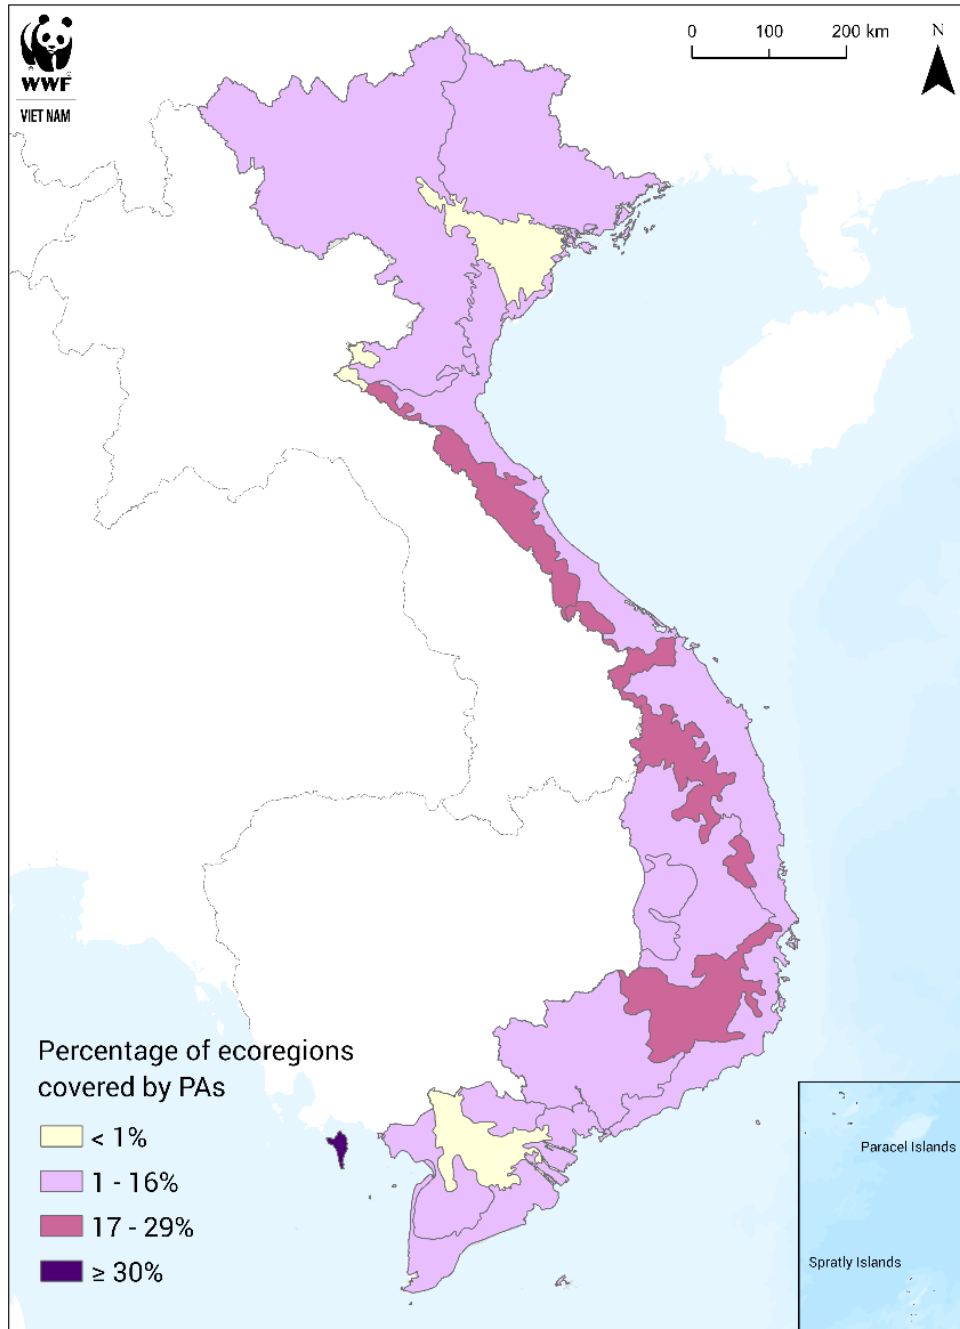 WWF
VIET NAM
0 100 200 km
N
Percentage of ecoregions
covered by PAs
< 1%
1 - 16%
17 - 29%
≥ 30%
Paracel Islands
Spratly Islands